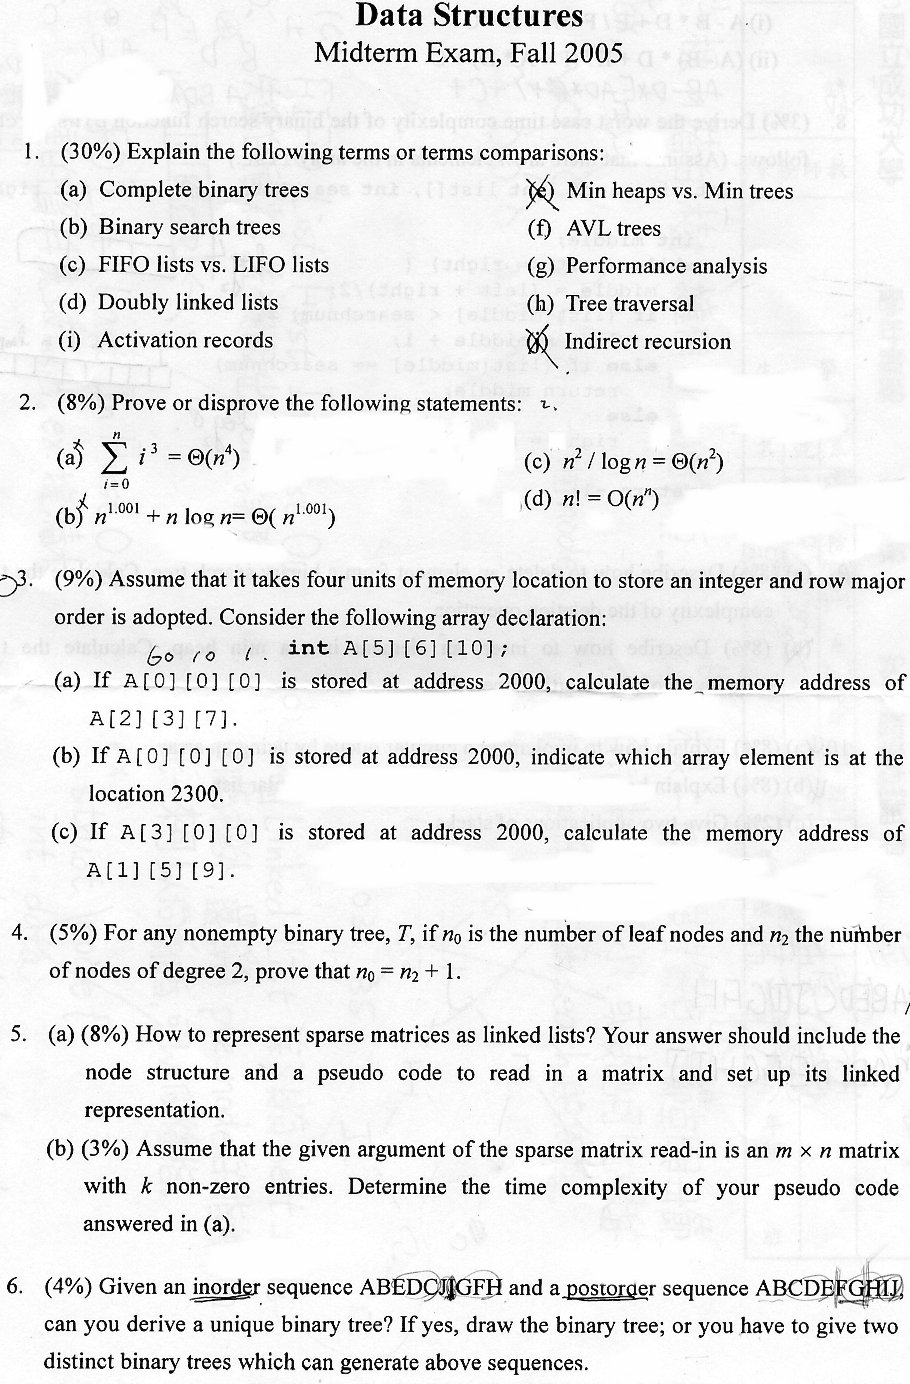 Data Structures
Midterm Exam, Fall 2005
1. (30%) Explain the following terms or terms comparisons:
(a) Complete binary trees (e) Min heaps vs. Min trees
(b) Binary search trees (f) AVL trees
(c) FIFO lists vs. LIFO lists (g) Performance analysis
(d) Doubly linked lists (h) Tree traversal
(i) Activation records (j) Indirect recursion
2. (8%) Prove or disprove the following statements:
(a) ∑_{i=0}^{n} i³ = Θ(n⁴) (c) n² / log n = Θ(n²)
(b) n^{1.001} + n log n= Θ( n^{1.001}) (d) n! = O(nⁿ)
3. (9%) Assume that it takes four units of memory location to store an integer and row major
order is adopted. Consider the following array declaration:
60 10 1. int A[5][6][10];
(a) If A[0][0][0] is stored at address 2000, calculate the memory address of
A[2][3][7].
(b) If A[0][0][0] is stored at address 2000, indicate which array element is at the
location 2300.
(c) If A[3][0][0] is stored at address 2000, calculate the memory address of
A[1][5][9].
4. (5%) For any nonempty binary tree, T, if n₀ is the number of leaf nodes and n₂ the number
of nodes of degree 2, prove that n₀ = n₂ + 1.
5. (a) (8%) How to represent sparse matrices as linked lists? Your answer should include the
node structure and a pseudo code to read in a matrix and set up its linked
representation.
(b) (3%) Assume that the given argument of the sparse matrix read-in is an m × n matrix
with k non-zero entries. Determine the time complexity of your pseudo code
answered in (a).
6. (4%) Given an inorder sequence ABEDCJIGFH and a postorder sequence ABCDEFGHIJ,
can you derive a unique binary tree? If yes, draw the binary tree; or you have to give two
distinct binary trees which can generate above sequences.